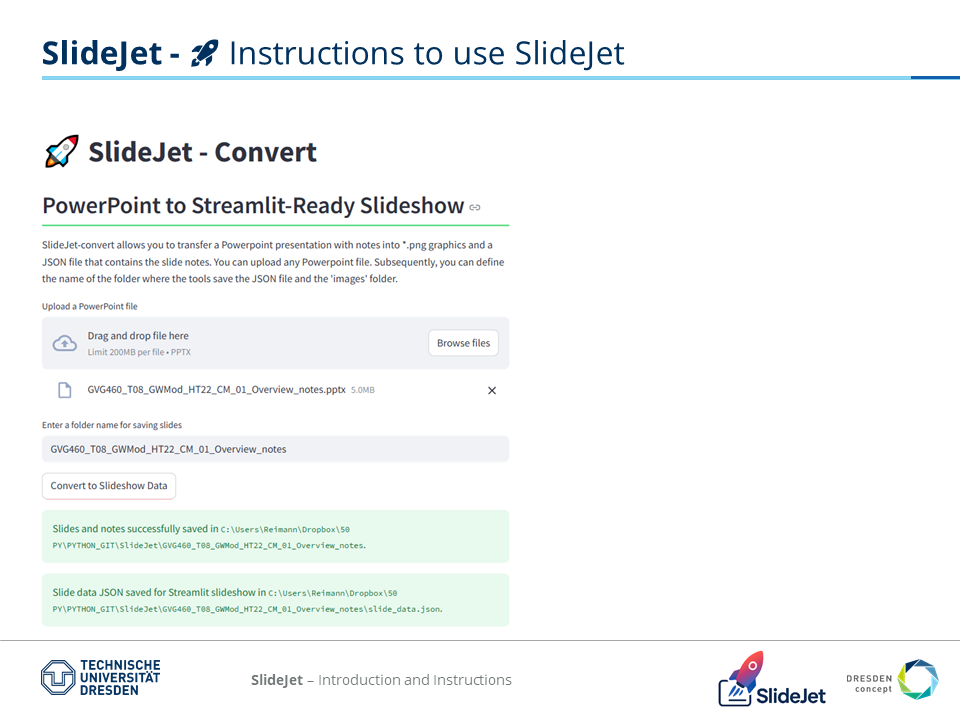 SlideJet - 🚀 Instructions to use SlideJet
🚀 SlideJet - Convert
PowerPoint to Streamlit-Ready Slideshow
SlideJet-convert allows you to transfer a Powerpoint presentation with notes into *.png graphics and a
JSON file that contains the slide notes. You can upload any Powerpoint file. Subsequently, you can define
the name of the folder where the tools save the JSON file and the 'images' folder.
Upload a PowerPoint file
Drag and drop file here
Limit 200MB per file • PPTX
Browse files
GVG460_T08_GWMod_HT22_CM_01_Overview_notes.pptx 5.0MB
Enter a folder name for saving slides
GVG460_T08_GWMod_HT22_CM_01_Overview_notes
Convert to Slideshow Data
Slides and notes successfully saved in C:\Users\Reimann\Dropbox\50
PY\PYTHON_GIT\SlideJet\GVG460_T08_GWMod_HT22_CM_01_Overview_notes.
Slide data JSON saved for Streamlit slideshow in C:\Users\Reimann\Dropbox\50
PY\PYTHON_GIT\SlideJet\GVG460_T08_GWMod_HT22_CM_01_Overview_notes\slide_data.json.
TECHNISCHE
UNIVERSITÄT
DRESDEN
SlideJet – Introduction and Instructions
SlideJet
DRESDEN
concept